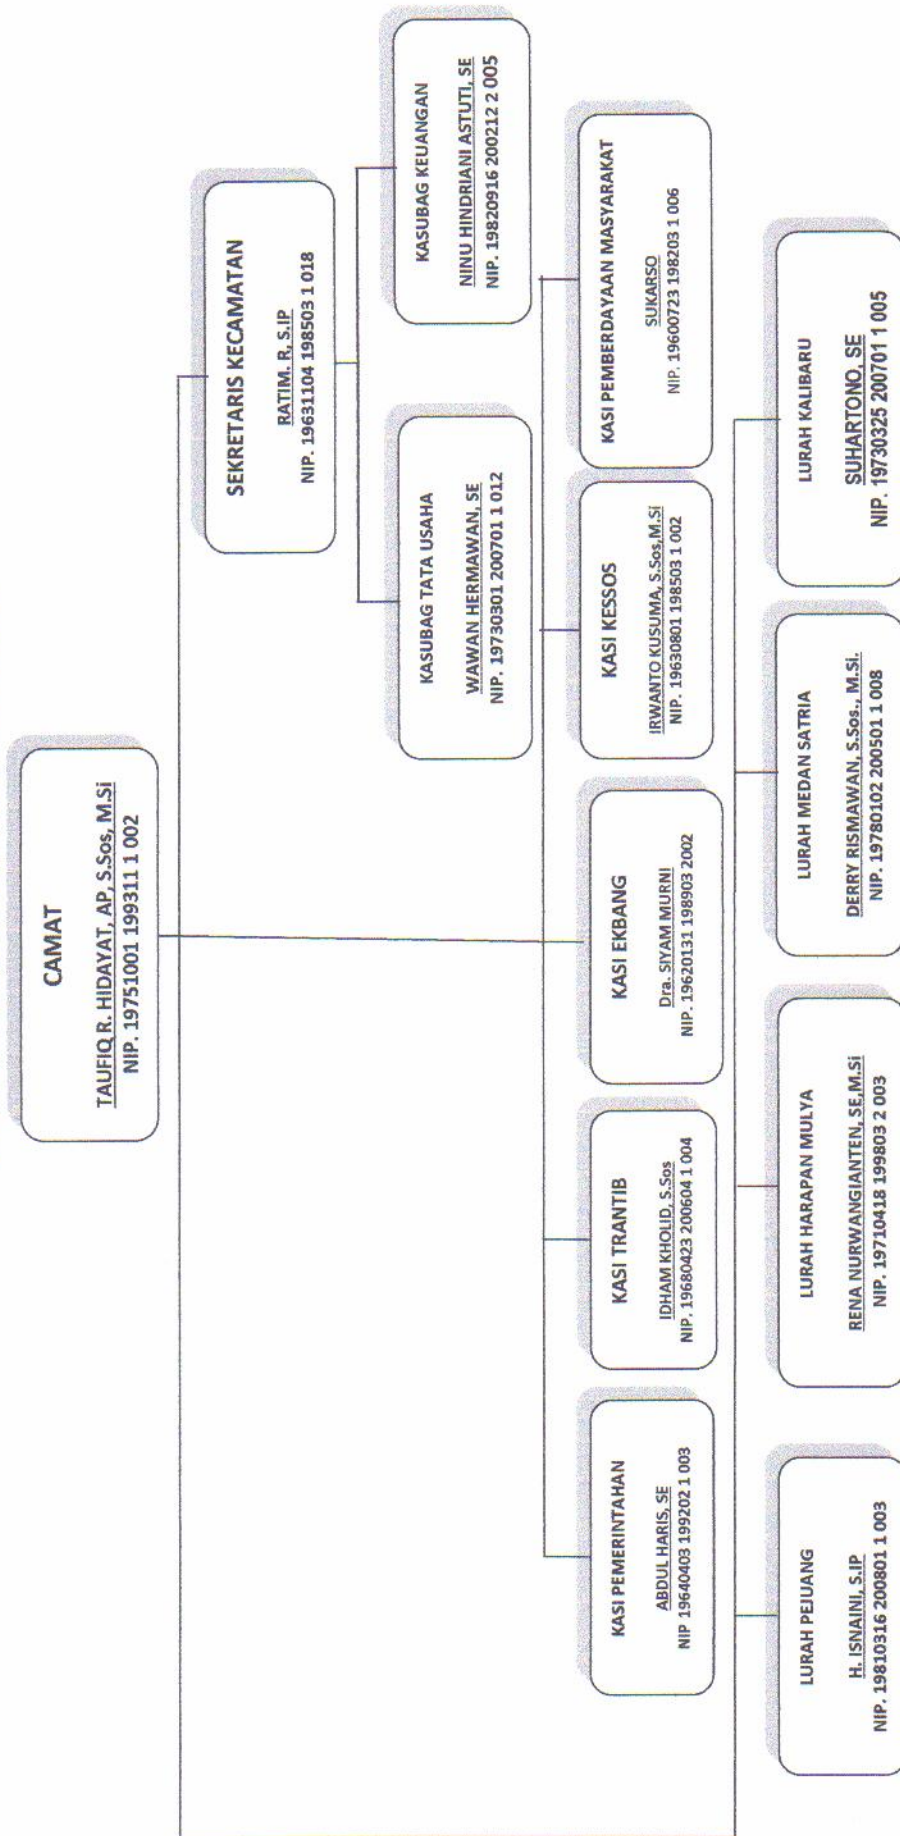 CAMAT
TAUFIQ R. HIDAYAT, AP, S.Sos, M.Si
NIP. 19751001 199311 1 002
SEKRETARIS KECAMATAN
RATIM. R, S.IP
NIP. 19631104 198503 1 018
KASUBAG TATA USAHA
WAWAN HERMAWAN, SE
NIP. 19730301 200701 1 012
KASUBAG KEUANGAN
NINU HINDRIANI ASTUTI, SE
NIP. 19820916 200212 2 005
KASI PEMERINTAHAN
ABDUL HARIS, SE
NIP 19640403 199202 1 003
KASI TRANTIB
IDHAM KHOLID, S.Sos
NIP. 19680423 200604 1 004
KASI EKBANG
Dra. SIYAM MURNI
NIP. 19620131 198903 2002
KASI KESSOS
IRWANTO KUSUMA, S.Sos,M.Si
NIP. 19630801 198503 1 002
KASI PEMBERDAYAAN MASYARAKAT
SUKARSO
NIP. 19600723 198203 1 006
LURAH PEJUANG
H. ISNAINI, S.IP
NIP. 19810316 200801 1 003
LURAH HARAPAN MULYA
RENA NURWANGIANTEN, SE,M.Si
NIP. 19710418 199803 2 003
LURAH MEDAN SATRIA
DERRY RISMAWAN, S.Sos., M.Si.
NIP. 19780102 200501 1 008
LURAH KALIBARU
SUHARTONO, SE
NIP. 19730325 200701 1 005